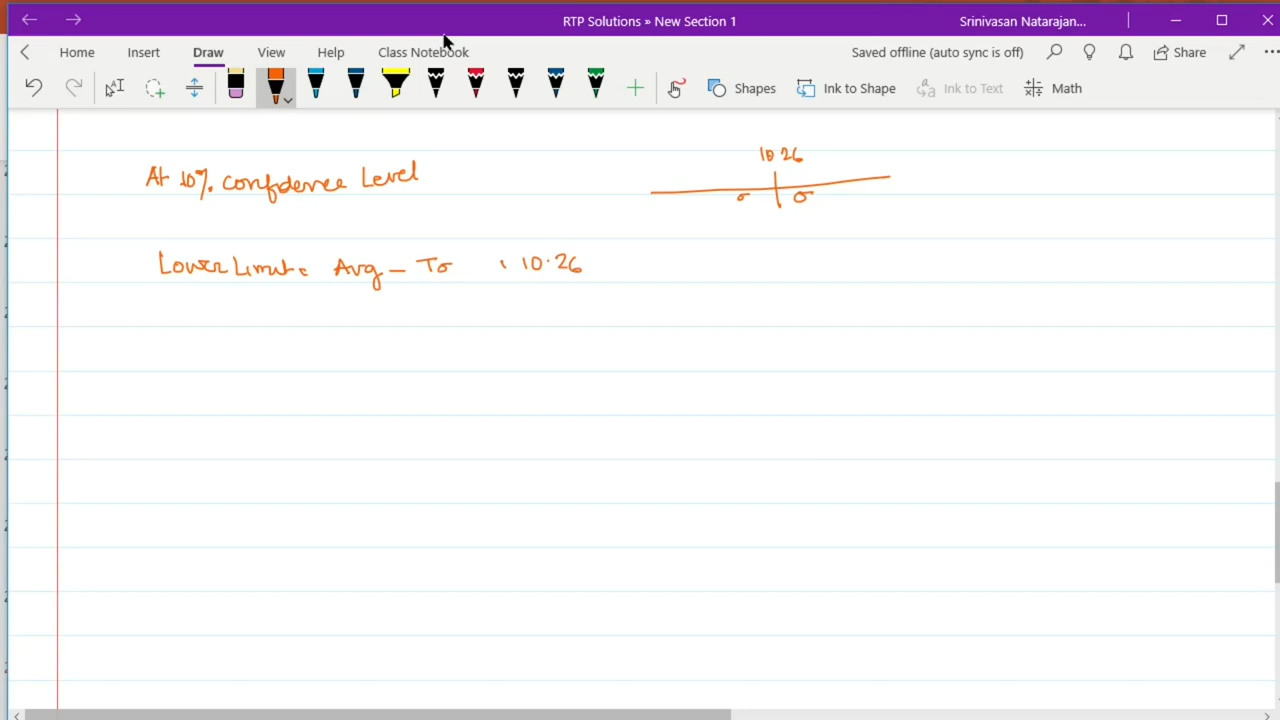 RTP Solutions » New Section 1
Srinivasan Natarajan...
Home Insert Draw View Help Class Notebook
Saved offline (auto sync is off) Share
Shapes Ink to Shape Ink to Text Math
10 26
At 10% confidence Level
σ σ
Lower Limit: Avg - Tσ : 10.26